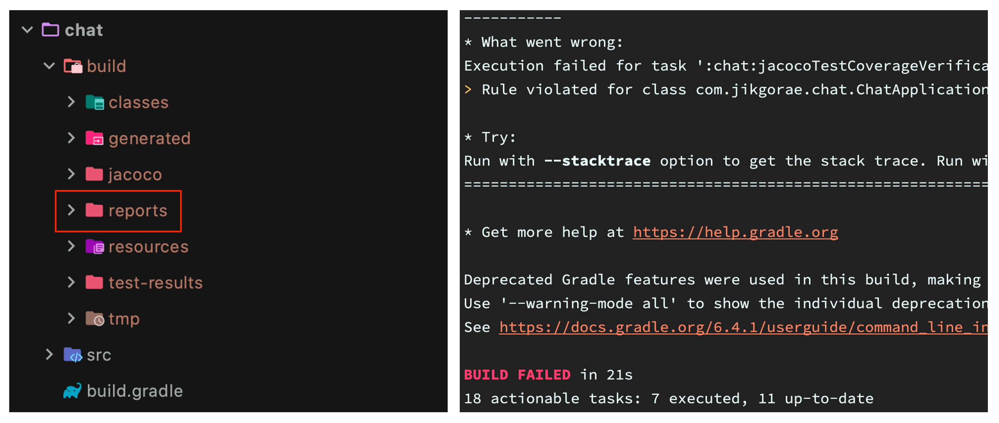 chat
build
classes
generated
jacoco
reports
resources
test-results
tmp
src
build.gradle
-----------
* What went wrong:
Execution failed for task ':chat:jacocoTestCoverageVerifica
> Rule violated for class com.jikgorae.chat.ChatApplication
* Try:
Run with --stacktrace option to get the stack trace. Run wi
===========================================================
* Get more help at https://help.gradle.org
Deprecated Gradle features were used in this build, making
Use '--warning-mode all' to show the individual deprecation
See https://docs.gradle.org/6.4.1/userguide/command_line_in
BUILD FAILED in 21s
18 actionable tasks: 7 executed, 11 up-to-date